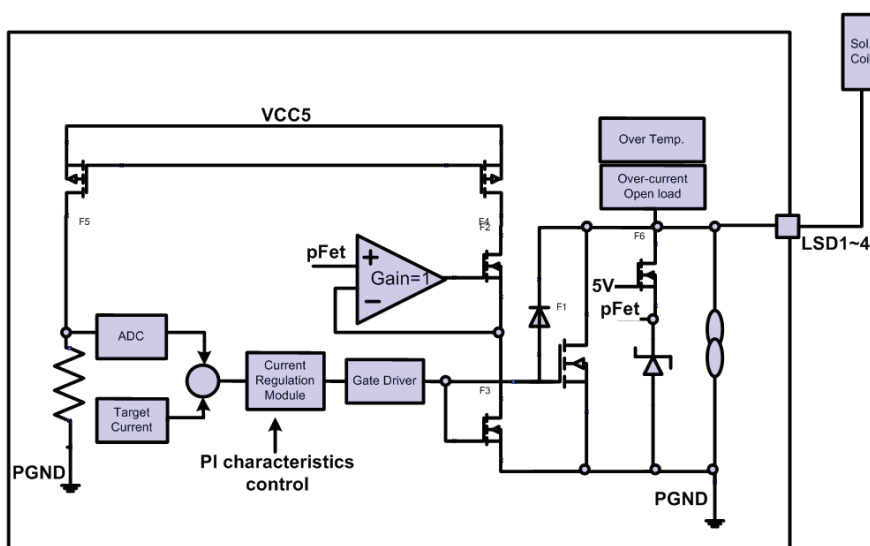 Sol.
Coil
VCC5
Over Temp.
Over-current
Open load
F5
F4
F2
F6
LSD1~4
pFet
Gain=1
5V
pFet
F1
ADC
Current
Regulation
Module
Gate Driver
F3
Target
Current
PGND
PI characteristics
control
PGND